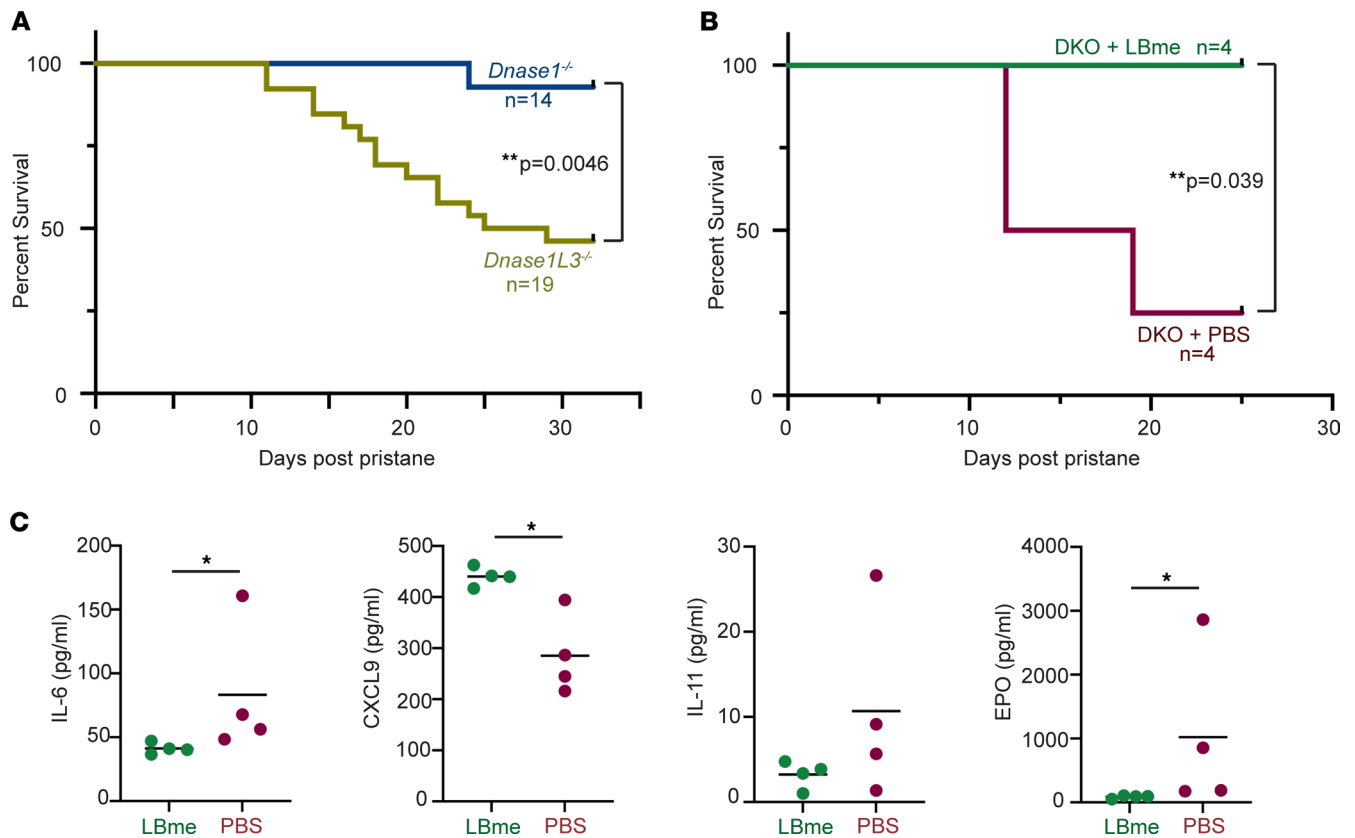 A
Percent Survival
100
50
0
Dnase1-/-
n=14
**p=0.0046
Dnase1L3-/-
n=19
0
10
20
30
Days post pristane
B
Percent Survival
100
50
0
DKO + LBme n=4
**p=0.039
DKO + PBS
n=4
0
10
20
30
Days post pristane
C
IL-6 (pg/ml)
200
150
100
50
0
*
LBme
PBS
CXCL9 (pg/ml)
500
400
300
200
100
0
*
LBme
PBS
IL-11 (pg/ml)
30
20
10
0
LBme
PBS
EPO (pg/ml)
4000
3000
2000
1000
0
*
LBme
PBS